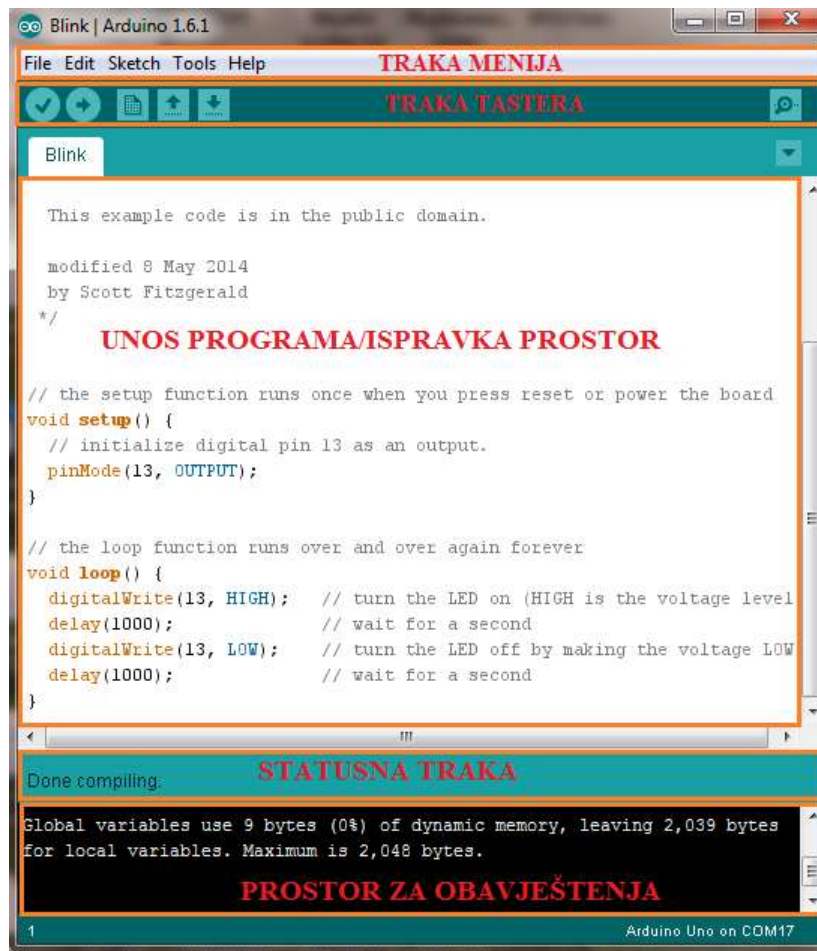 Blink | Arduino 1.6.1
File Edit Sketch Tools Help TRAKA MENIJA
TRAKA TASTERA
Blink
This example code is in the public domain.
modified 8 May 2014
by Scott Fitzgerald
*/
UNOS PROGRAMA/ISPRAVKA PROSTOR
// the setup function runs once when you press reset or power the board
void setup() {
// initialize digital pin 13 as an output.
pinMode(13, OUTPUT);
}
// the loop function runs over and over again forever
void loop() {
digitalWrite(13, HIGH); // turn the LED on (HIGH is the voltage level
delay(1000); // wait for a second
digitalWrite(13, LOW); // turn the LED off by making the voltage LOW
delay(1000); // wait for a second
}
STATUSNA TRAKA
Done compiling.
Global variables use 9 bytes (0%) of dynamic memory, leaving 2,039 bytes
for local variables. Maximum is 2,048 bytes.
PROSTOR ZA OBAVJEŠTENJA
1 Arduino Uno on COM17